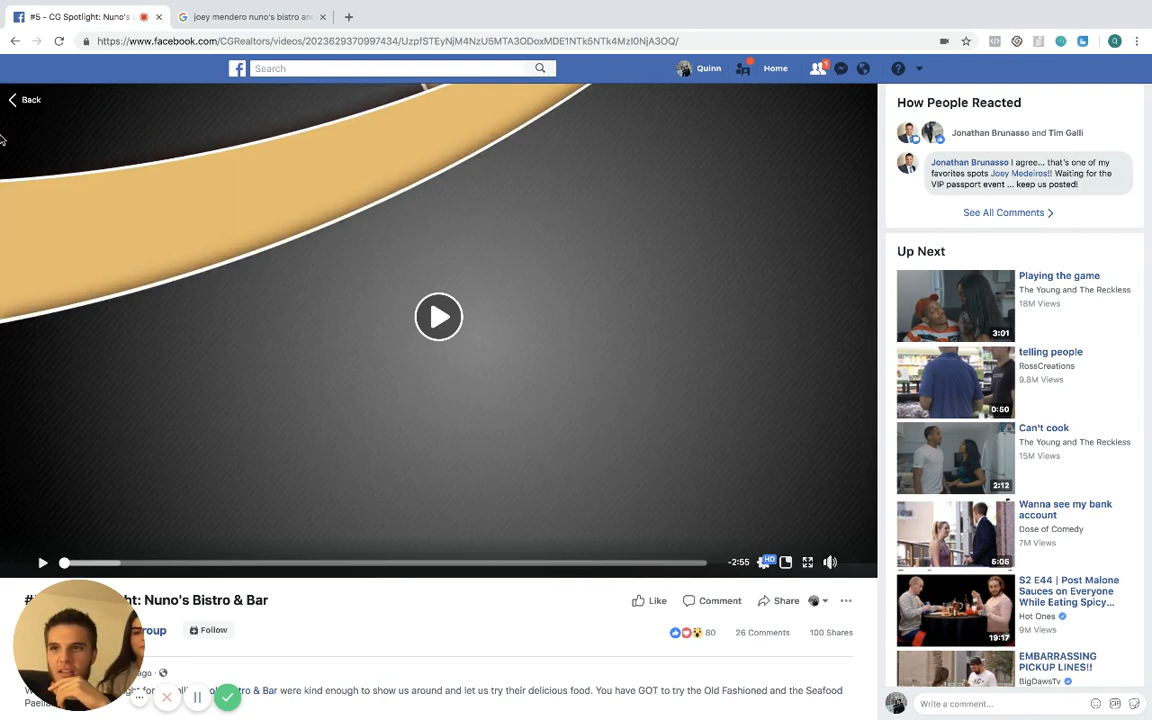 #5 - CG Spotlight: Nuno's
joey mendero nuno's bistro an
https://www.facebook.com/CGRealtors/videos/2023629370997434/UzpfSTEyNjM4NzU5MTA3ODoxMDE1NTk5NTk4MzI0NjA3OQ/
Search
Quinn
Home
1
Back
How People Reacted
Jonathan Brunasso and Tim Galli
Jonathan Brunasso I agree... that's one of my
favorites spots Joey Medeiros!! Waiting for the
VIP passport event ... keep us posted!
See All Comments
Up Next
Playing the game
The Young and The Reckless
18M Views
3:01
telling people
RossCreations
9.8M Views
0:50
Can't cook
The Young and The Reckless
15M Views
2:12
Wanna see my bank
account
Dose of Comedy
7M Views
5:05
S2 E44 | Post Malone
Sauces on Everyone
While Eating Spicy...
Hot Ones
9M Views
19:17
EMBARRASSING
PICKUP LINES!!
BigDawsTv
-2:55
HD
ht: Nuno's Bistro & Bar
Like
Comment
Share
roup
Follow
80
26 Comments
100 Shares
ago
tro & Bar were kind enough to show us around and let us try their delicious food. You have GOT to try the Old Fashioned and the Seafood
Write a comment...